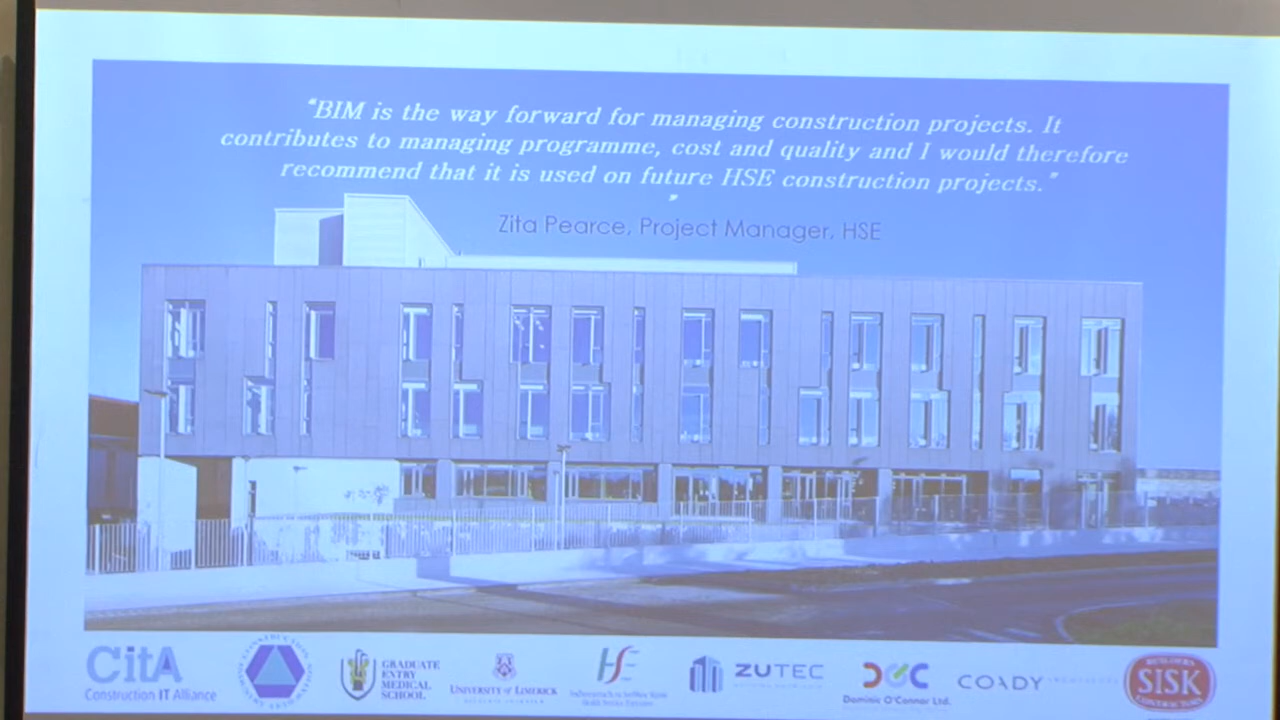 “BIM is the way forward for managing construction projects. It
contributes to managing programme, cost and quality and I would therefore
recommend that it is used on future HSE construction projects.”
”
Zita Pearce, Project Manager, HSE
CitA
Construction IT Alliance
GRADUATE
ENTRY
MEDICAL
SCHOOL
UNIVERSITY of LIMERICK
HSE
ZUTEC
DOC
Dominic O'Connor Ltd.
COADY
SISK